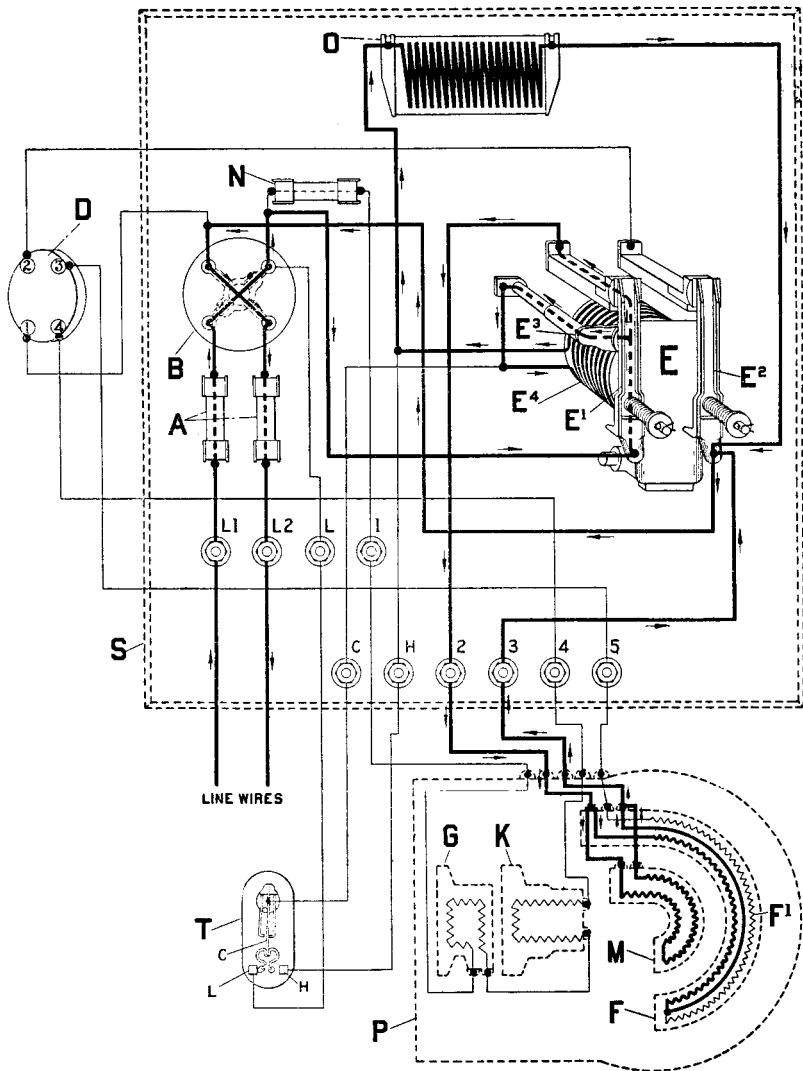 O
N
D
2 3
1 4
B
A
E³
E
E²
E⁴
E¹
L1 L2 L 1
S
C H 2 3 4 5
LINE WIRES
G K
T
C
L H
F¹
M
F
P